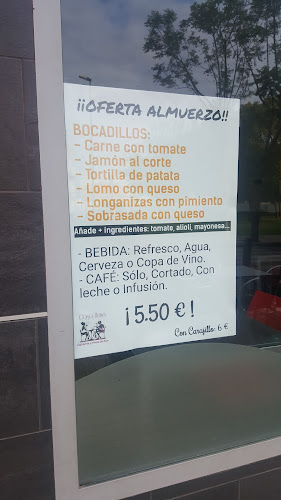 ¡¡OFERTA ALMUERZO!!
BOCADILLOS:
- Carne con tomate
- Jamón al corte
- Tortilla de patata
- Lomo con queso
- Longanizas con pimiento
- Sobrasada con queso
Añade + ingredientes: tomate, alioli, mayonesa...
- BEBIDA: Refresco, Agua,
Cerveza o Copa de Vino.
- CAFÉ: Sólo, Cortado, Con
leche o Infusión.
¡ 5.50 € !
Con Carajillo: 6 €